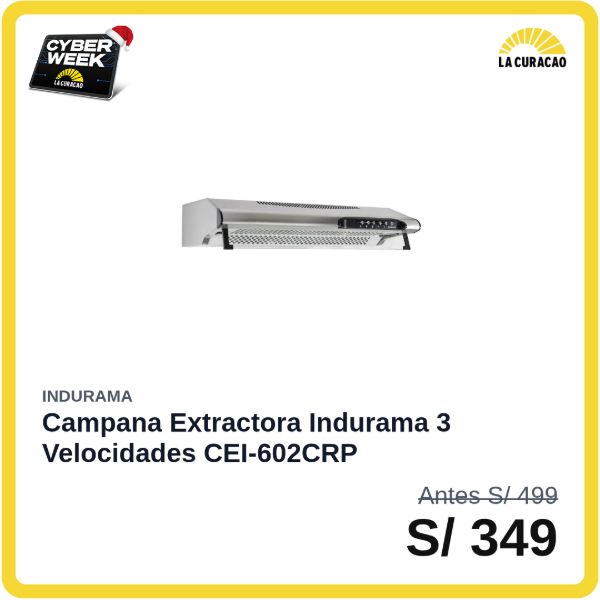 CYBER
WEEK
LA CURACAO
LA CURACAO
INDURAMA
Campana Extractora Indurama 3
Velocidades CEI-602CRP
Antes S/ 499
S/ 349